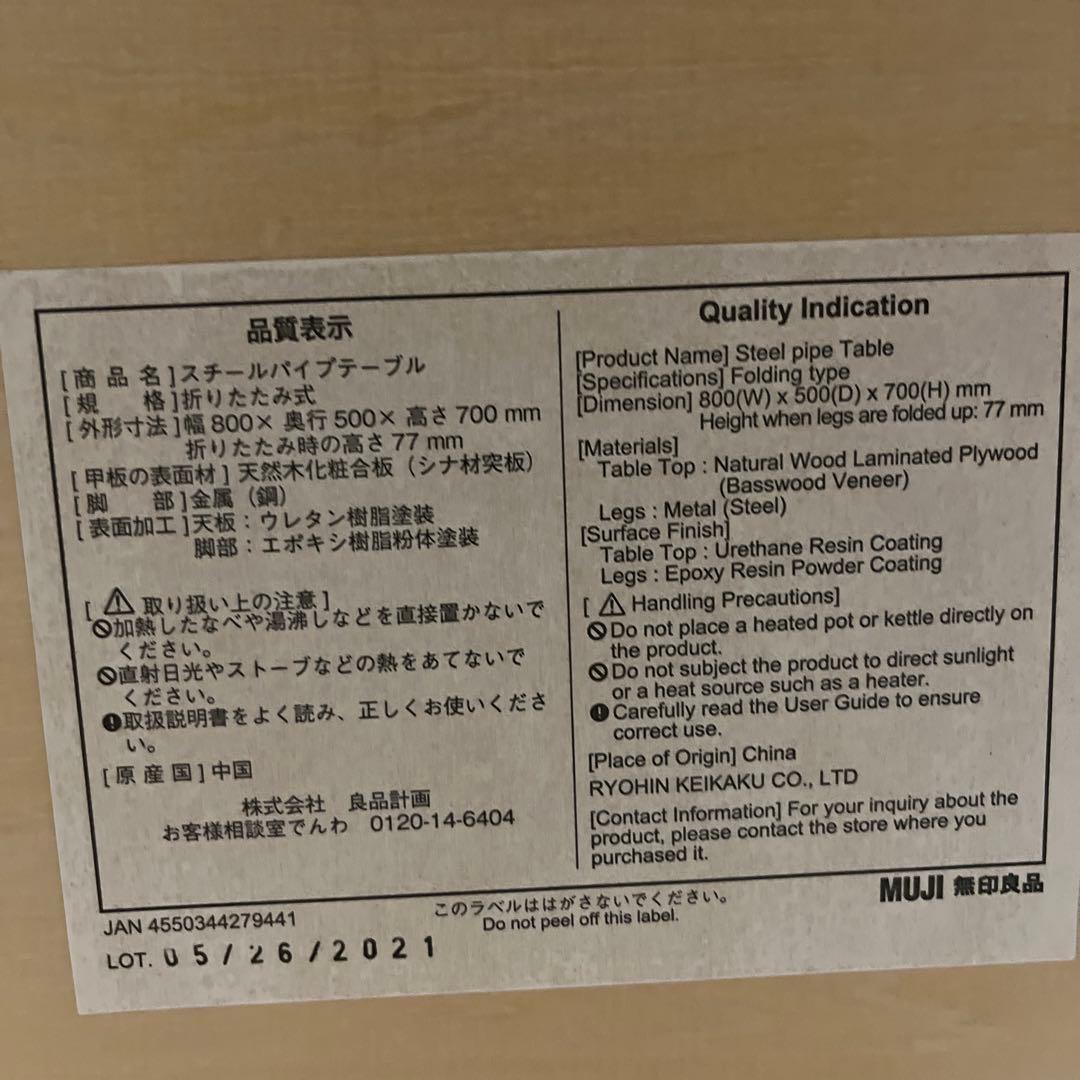 品質表示
[商品名]スチールパイプテーブル
[規格]折りたたみ式
[外形寸法]幅 800× 奥行 500× 高さ 700 mm
折りたたみ時の高さ 77 mm
[甲板の表面材]天然木化粧合板（シナ材突板）
[脚部]金属（鋼）
[表面加工]天板：ウレタン樹脂塗装
脚部：エポキシ樹脂粉体塗装
[⚠取り扱い上の注意]
加熱したなべや湯沸しなどを直接置かないで
ください。
直射日光やストーブなどの熱をあてないで
ください。
取扱説明書をよく読み、正しくお使いくださ
い。
[原産国]中国
株式会社 良品計画
お客様相談室でんわ 0120-14-6404
Quality Indication
[Product Name] Steel pipe Table
[Specifications] Folding type
[Dimension] 800(W) x 500(D) x 700(H) mm
Height when legs are folded up: 77 mm
[Materials]
Table Top : Natural Wood Laminated Plywood
(Basswood Veneer)
Legs : Metal (Steel)
[Surface Finish]
Table Top : Urethane Resin Coating
Legs : Epoxy Resin Powder Coating
[⚠ Handling Precautions]
Do not place a heated pot or kettle directly on
the product.
Do not subject the product to direct sunlight
or a heat source such as a heater.
Carefully read the User Guide to ensure
correct use.
[Place of Origin] China
RYOHIN KEIKAKU CO., LTD
[Contact Information] For your inquiry about the
product, please contact the store where you
purchased it.
MUJI 無印良品
JAN 4550344279441
このラベルははがさないでください。
Do not peel off this label.
LOT. 05/26/2021